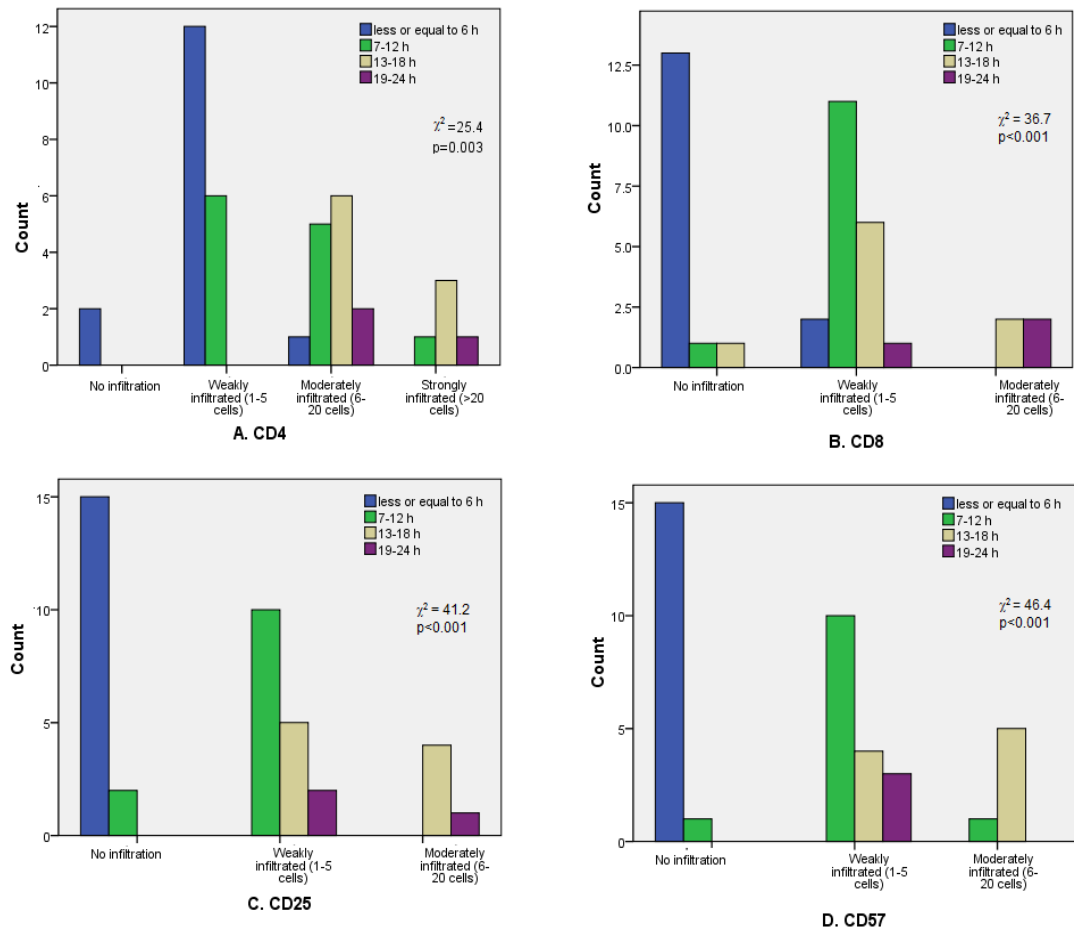 12
10
8
6
4
2
0
Count
less or equal to 6 h
7-12 h
13-18 h
19-24 h
χ² =25.4
p=0.003
No infiltration
Weakly
infiltrated (1-5
cells)
Moderately
infiltrated (6-
20 cells)
Strongly
infiltrated (>20
cells)
A. CD4
12.5
10.0
7.5
5.0
2.5
0.0
Count
less or equal to 6 h
7-12 h
13-18 h
19-24 h
χ² = 36.7
p<0.001
No infiltration
Weakly
infiltrated (1-5
cells)
Moderately
infiltrated (6-
20 cells)
B. CD8
15
10
5
0
Count
less or equal to 6 h
7-12 h
13-18 h
19-24 h
χ² = 41.2
p<0.001
No infiltration
Weakly
infiltrated (1-5
cells)
Moderately
infiltrated (6-
20 cells)
C. CD25
15
10
5
0
Count
less or equal to 6 h
7-12 h
13-18 h
19-24 h
χ² = 46.4
p<0.001
No infiltration
Weakly
infiltrated (1-5
cells)
Moderately
infiltrated (6-
20 cells)
D. CD57